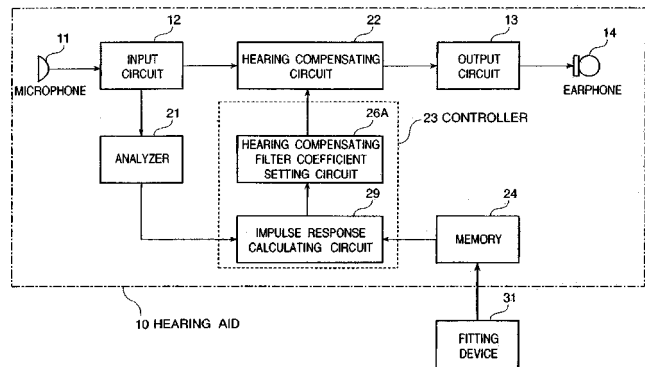 11
MICROPHONE
12
INPUT
CIRCUIT
22
HEARING COMPENSATING
CIRCUIT
13
OUTPUT
CIRCUIT
14
EARPHONE
21
ANALYZER
26A
HEARING COMPENSATING
FILTER COEFFICIENT
SETTING CIRCUIT
23 CONTROLLER
29
IMPULSE RESPONSE
CALCULATING CIRCUIT
24
MEMORY
10 HEARING AID
31
FITTING
DEVICE